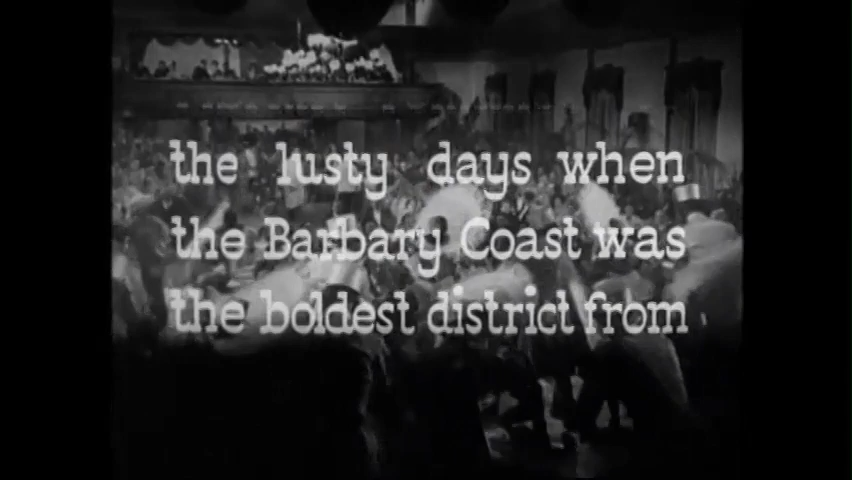 the lusty days when
the Barbary Coast was
the boldest district from